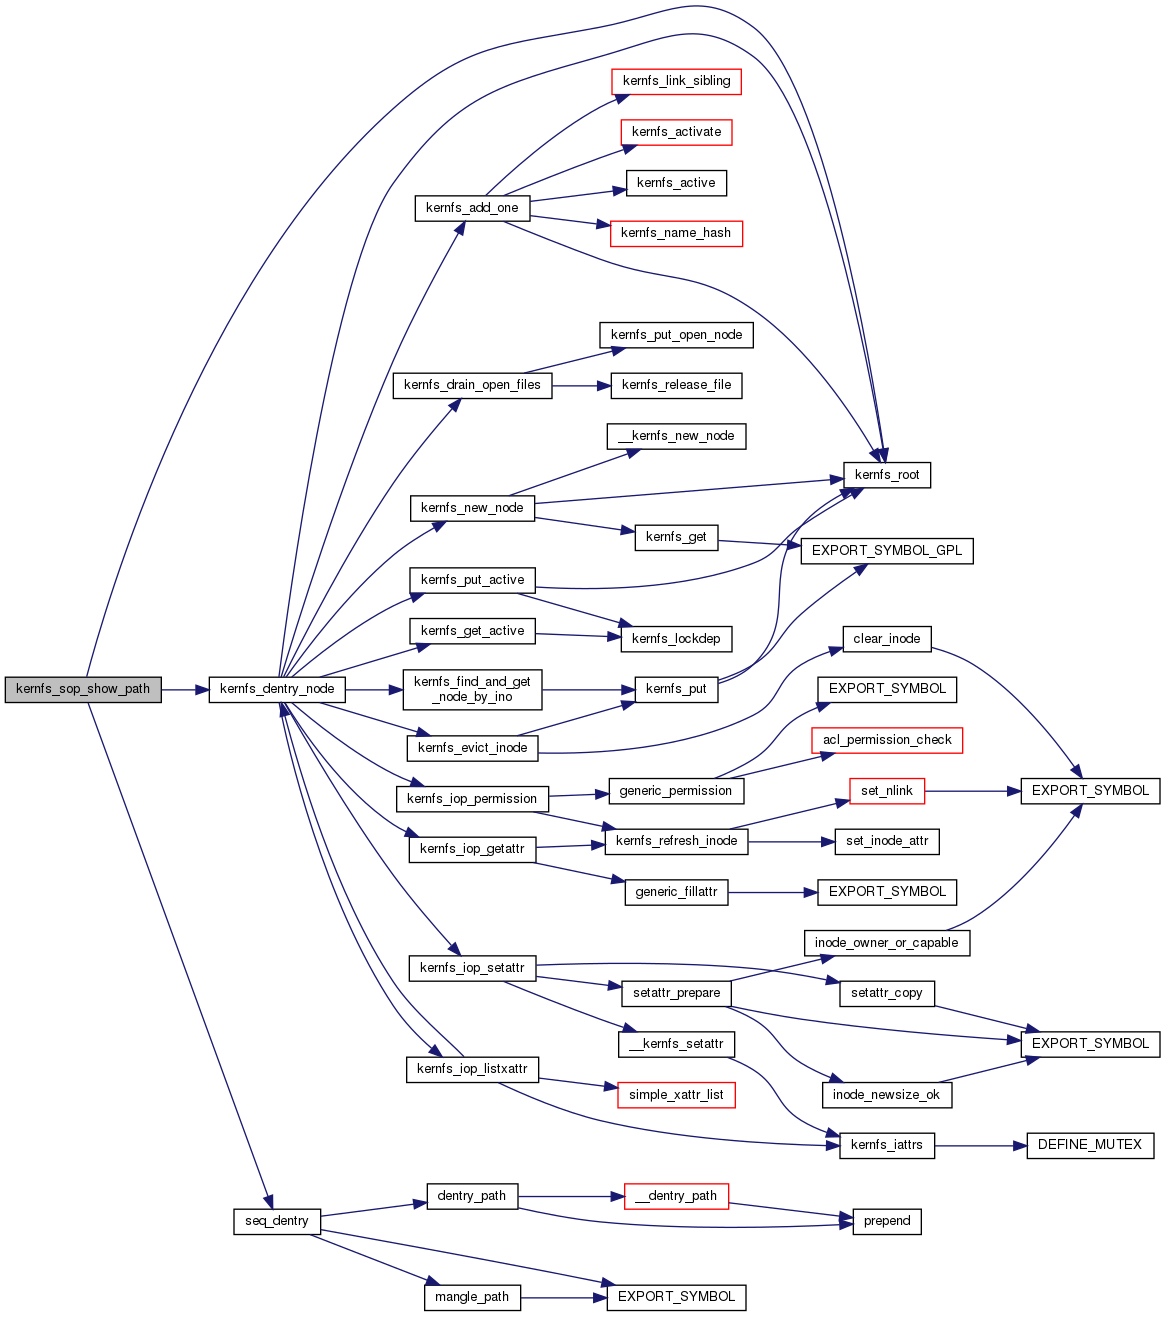 kernfs_link_sibling
kernfs_activate
kernfs_active
kernfs_add_one
kernfs_name_hash
kernfs_put_open_node
kernfs_drain_open_files
kernfs_release_file
__kernfs_new_node
kernfs_root
kernfs_new_node
kernfs_get
EXPORT_SYMBOL_GPL
kernfs_put_active
kernfs_get_active
kernfs_lockdep
clear_inode
kernfs_sop_show_path
kernfs_dentry_node
kernfs_find_and_get
_node_by_ino
kernfs_put
EXPORT_SYMBOL
kernfs_evict_inode
acl_permission_check
kernfs_iop_permission
generic_permission
set_nlink
EXPORT_SYMBOL
kernfs_iop_getattr
kernfs_refresh_inode
set_inode_attr
generic_fillattr
EXPORT_SYMBOL
inode_owner_or_capable
kernfs_iop_setattr
setattr_prepare
setattr_copy
__kernfs_setattr
EXPORT_SYMBOL
kernfs_iop_listxattr
simple_xattr_list
inode_newsize_ok
kernfs_iattrs
DEFINE_MUTEX
dentry_path
__dentry_path
seq_dentry
prepend
mangle_path
EXPORT_SYMBOL